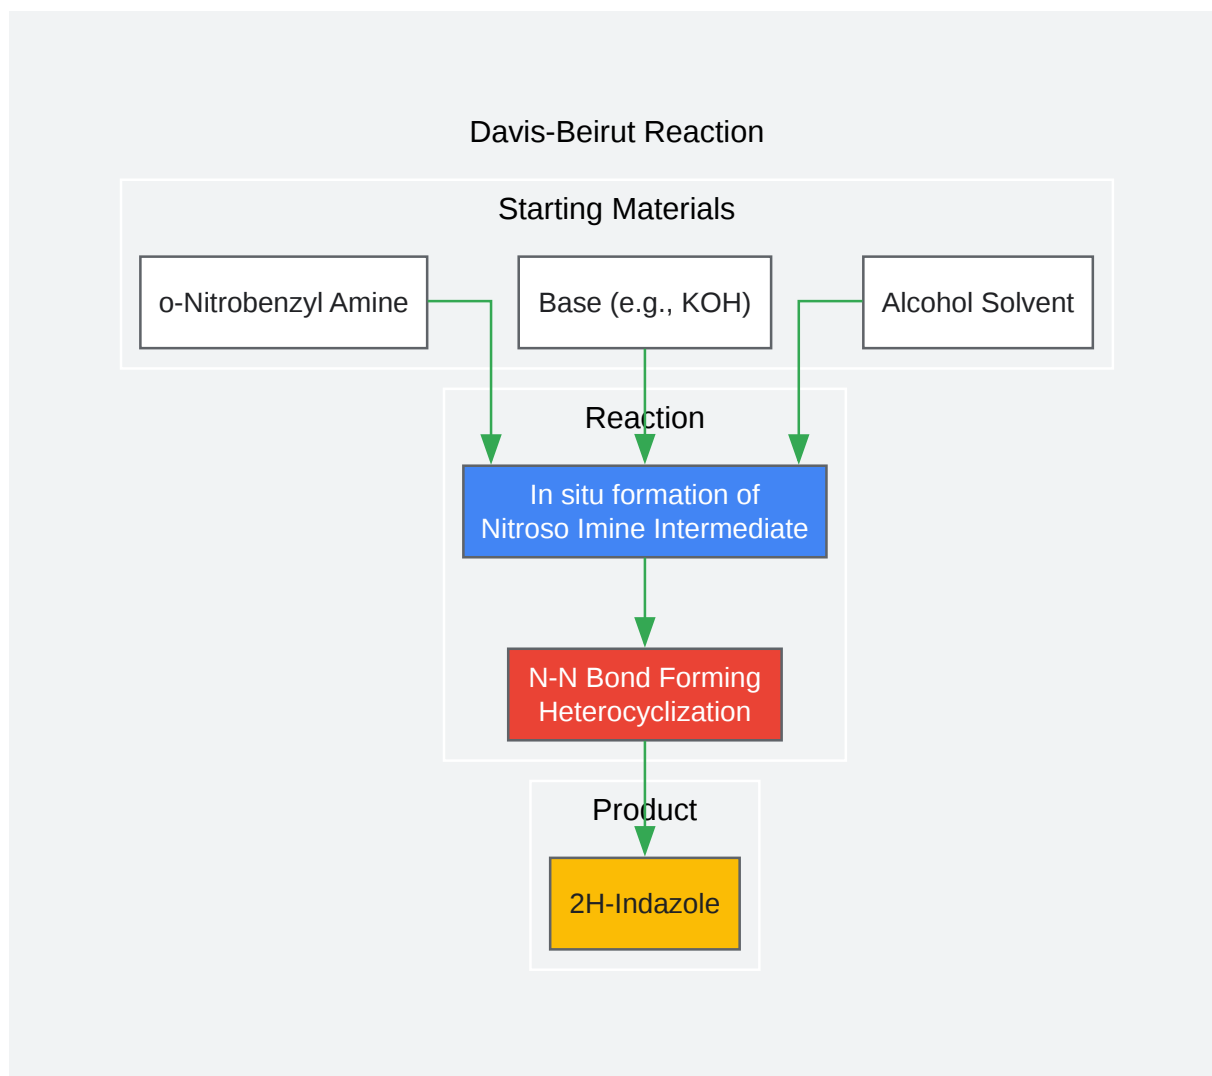 Davis-Beirut Reaction
Starting Materials
o-Nitrobenzyl Amine
Base (e.g., KOH)
Alcohol Solvent
Reaction
In situ formation of
Nitroso Imine Intermediate
N-N Bond Forming
Heterocyclization
Product
2H-Indazole